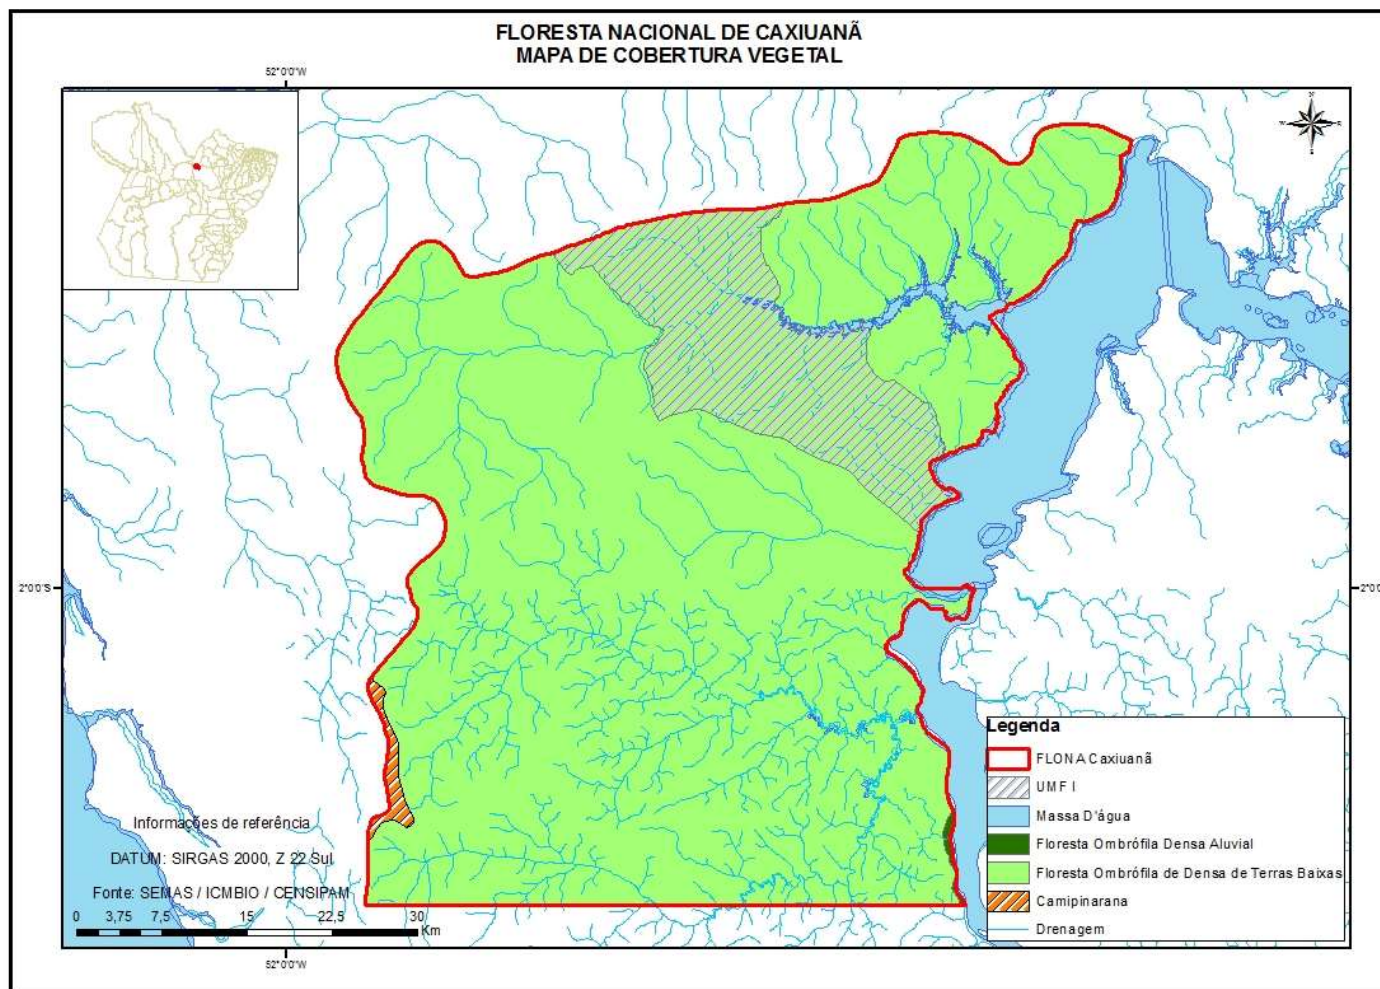 FLORESTA NACIONAL DE CAXIUANÃ
MAPA DE COBERTURA VEGETAL
52°0'0"W
2°0'0"S
2°0'0
Legenda
FLONA Caxiuanã
UMF I
Massa D'água
Floresta Ombrófila Densa Aluvial
Floresta Ombrófila de Densa de Terras Baixas
Camipinarana
Drenagem
Informações de referência
DATUM: SIRGAS 2000, Z 22 Sul
Fonte: SEMAS / ICMBIO / CENSIPAM
0 3,75 7,5 15 22,5 30
Km
52°0'0"W